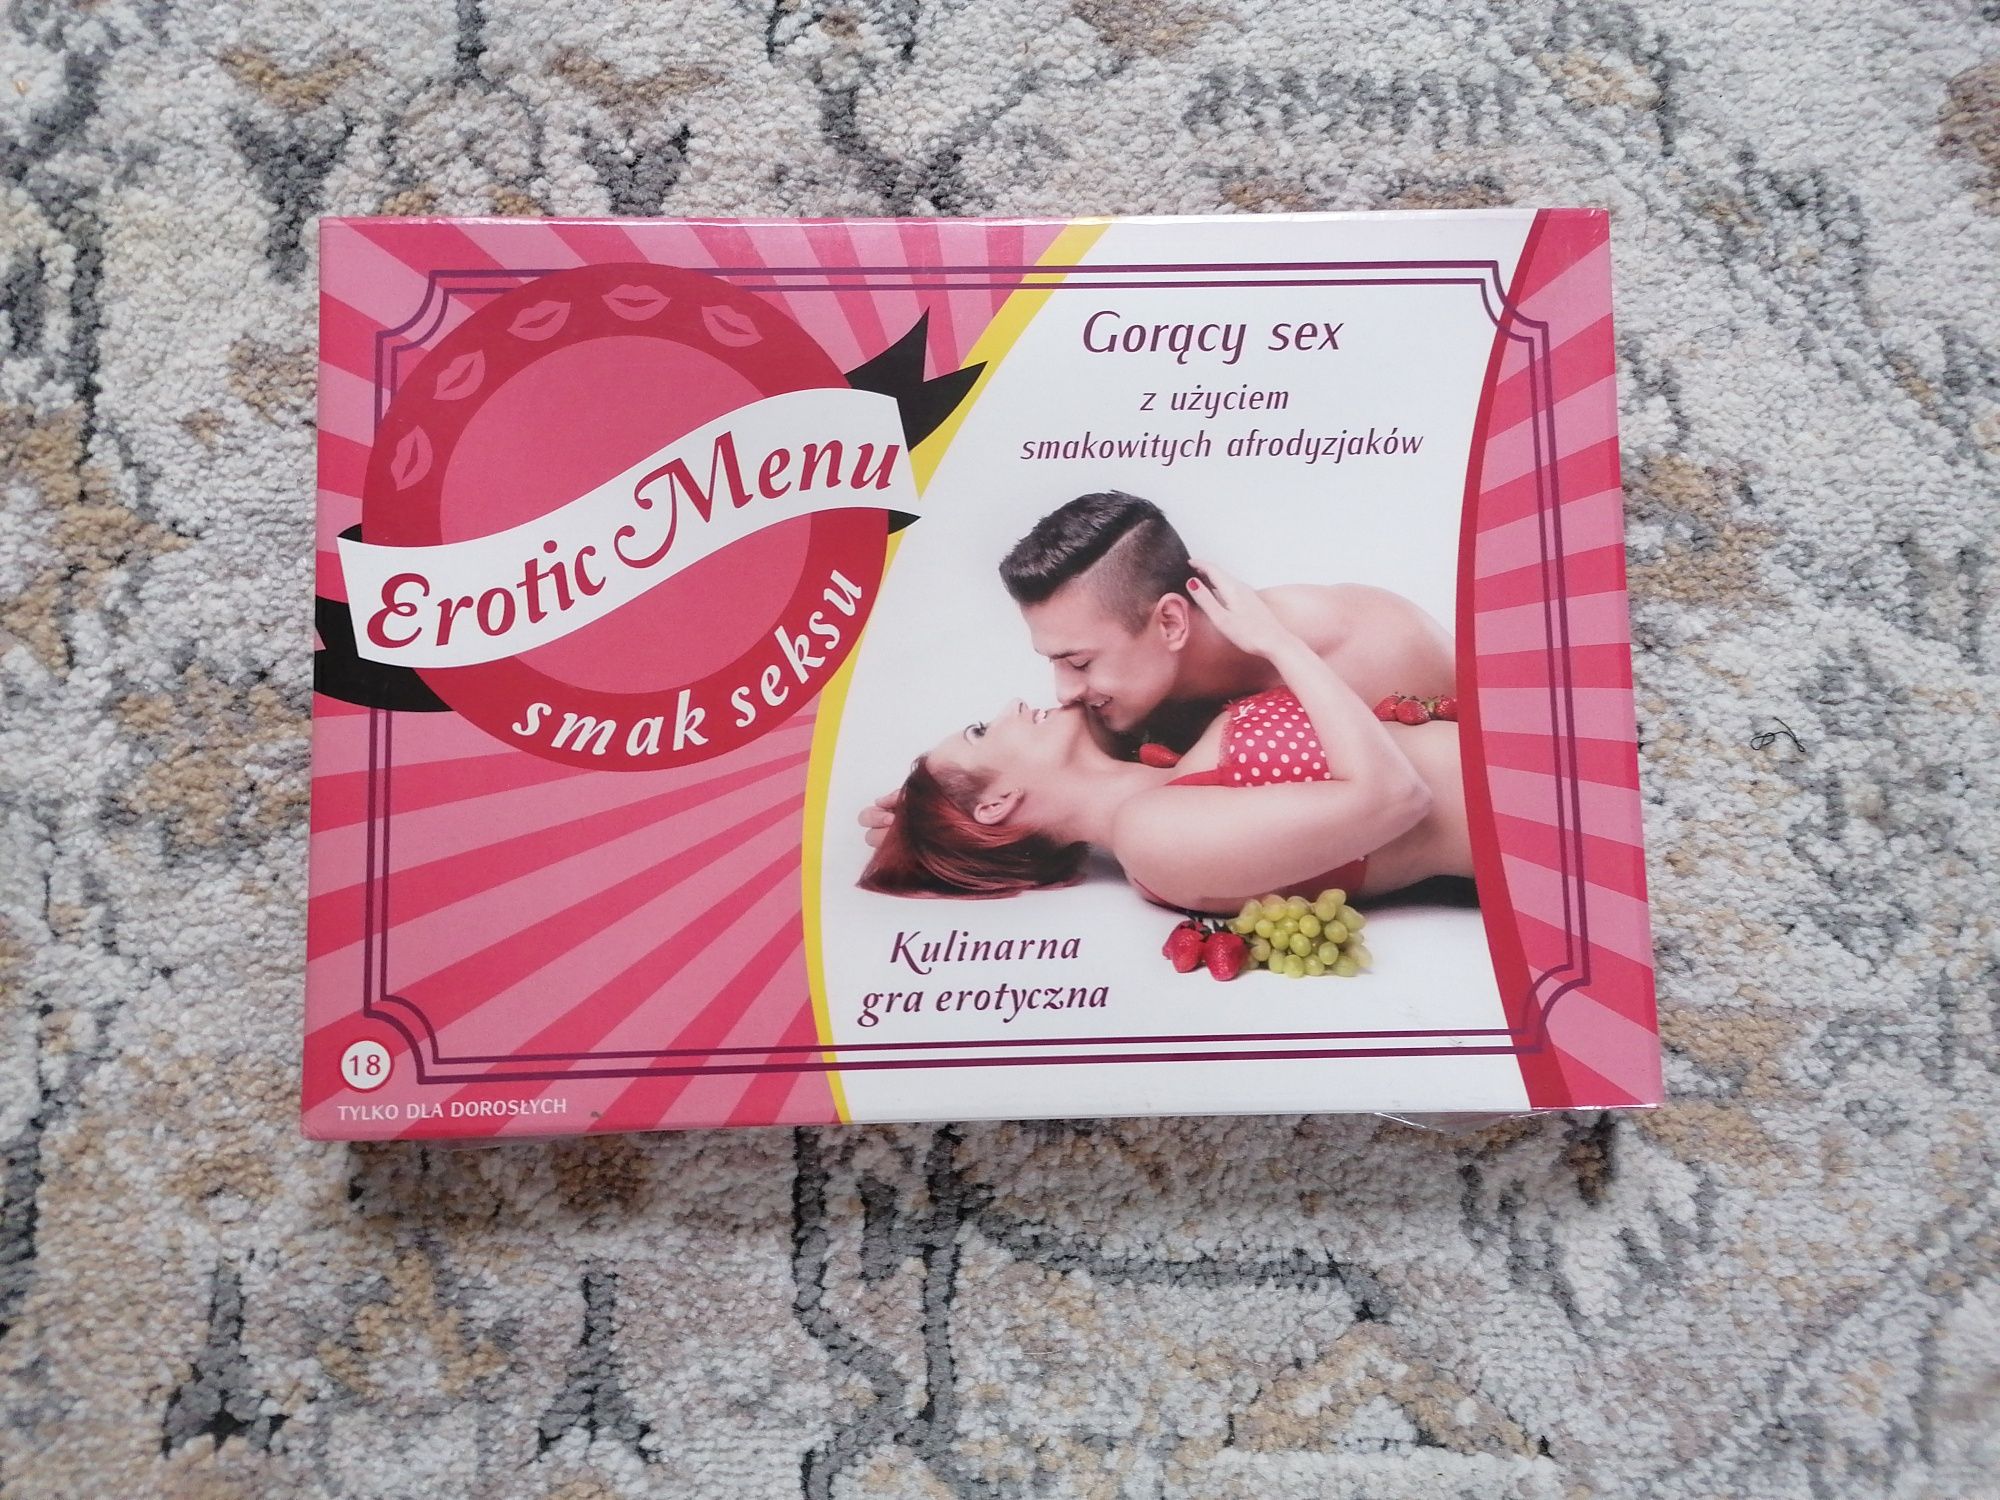 Erotic Menu
smak seksu
Gorący sex
z użyciem
smakowitych afrodyzjaków
Kulinarna
gra erotyczna
18
TYLKO DLA DOROSŁYCH